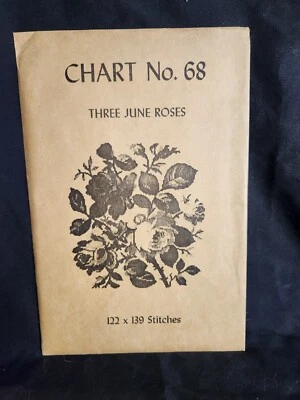 CHART No. 68
THREE JUNE ROSES
122 x 139 Stitches